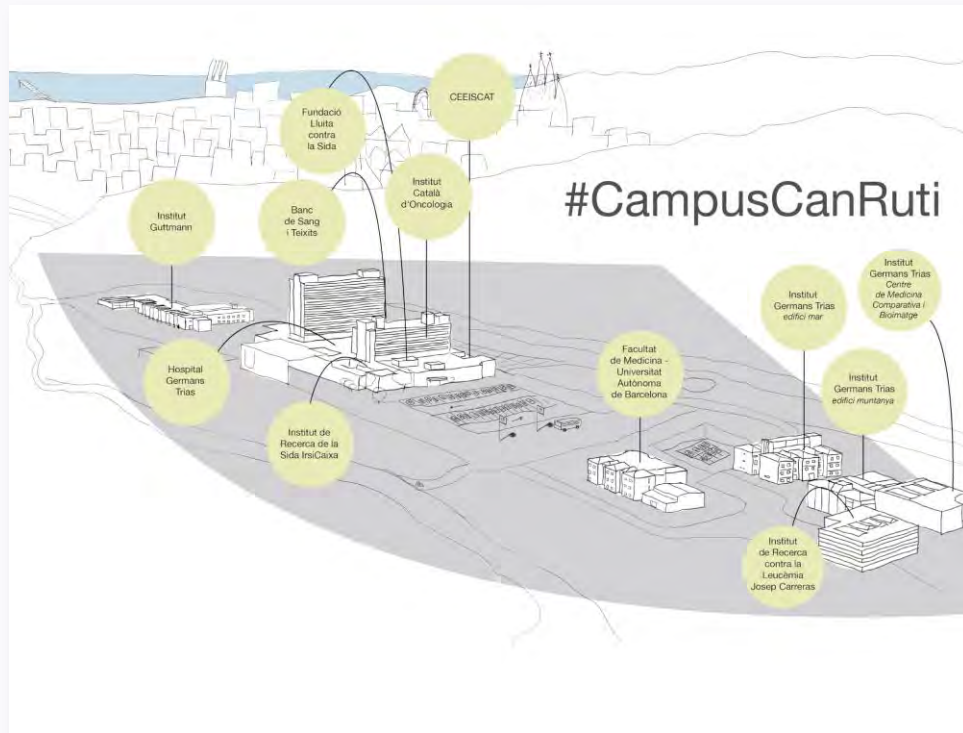 CEEISCAT
Fundació
Lluita
contra
la Sida
Institut
Català
d'Oncologia
#CampusCanRuti
Institut
Guttmann
Banc
de Sang
i Teixits
Institut
Germans Trias
Centre
de Medicina
Comparativa i
Bioimatge
Institut
Germans Trias
edifici mar
Hospital
Germans
Trias
Facultat
de Medicina -
Universitat
Autònoma
de Barcelona
Institut
Germans Trias
edifici muntanya
Institut de
Recerca de la
Sida IrsiCaixa
Institut
de Recerca
contra la
Leucèmia
Josep Carreras